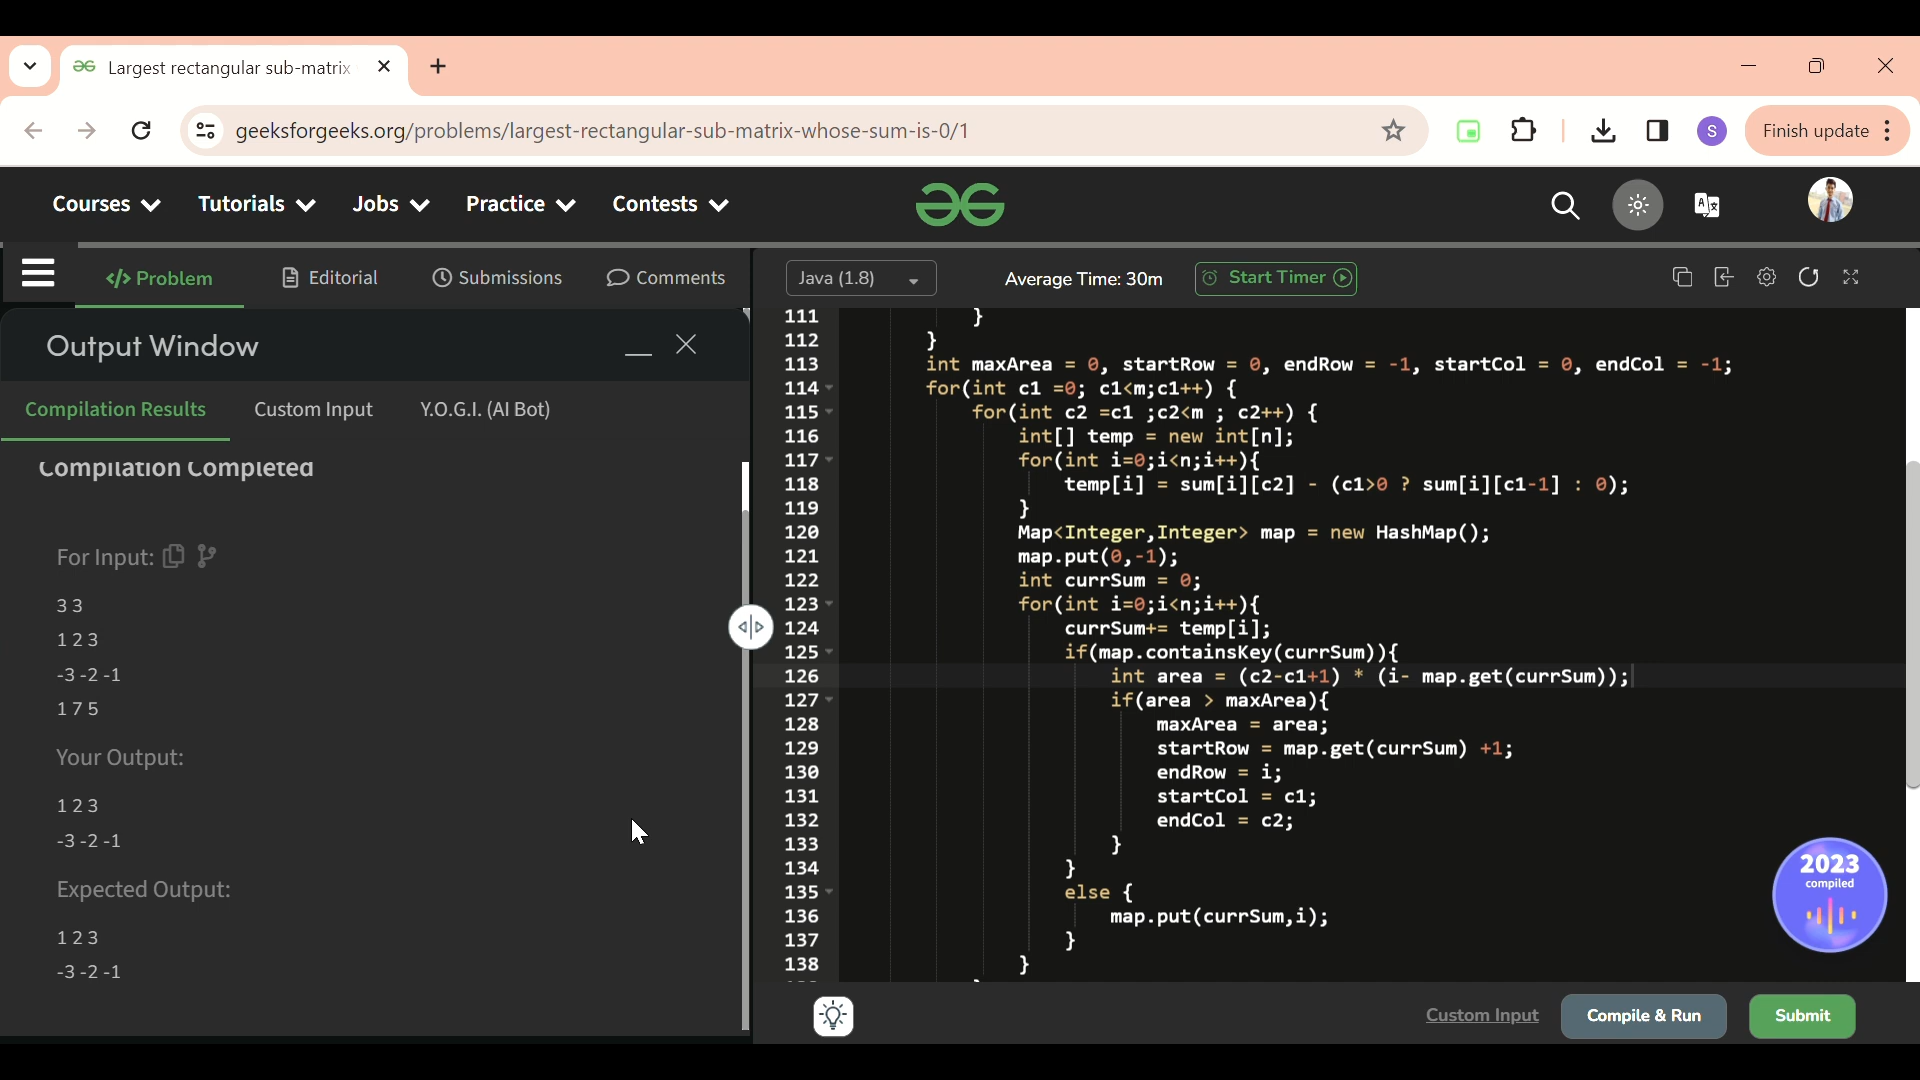 Largest rectangular sub-matrix
geeksforgeeks.org/problems/largest-rectangular-sub-matrix-whose-sum-is-0/1
S
Finish update
Courses Tutorials Jobs Practice Contests
Problem Editorial Submissions Comments
Java (1.8) Average Time: 30m Start Timer
Output Window
Compilation Results Custom Input Y.O.G.I. (AI Bot)
Compilation Completed
For Input:
3 3
1 2 3
-3 -2 -1
1 7 5
Your Output:
1 2 3
-3 -2 -1
Expected Output:
1 2 3
-3 -2 -1
111 }
112 }
113 int maxArea = 0, startRow = 0, endRow = -1, startCol = 0, endCol = -1;
114 for(int c1 =0; c1<m;c1++) {
115 for(int c2 =c1 ;c2<m ; c2++) {
116 int[] temp = new int[n];
117 for(int i=0;i<n;i++){
118 temp[i] = sum[i][c2] - (c1>0 ? sum[i][c1-1] : 0);
119 }
120 Map<Integer,Integer> map = new HashMap();
121 map.put(0,-1);
122 int currSum = 0;
123 for(int i=0;i<n;i++){
124 currSum+= temp[i];
125 if(map.containsKey(currSum)){
126 int area = (c2-c1+1) * (i- map.get(currSum));
127 if(area > maxArea){
128 maxArea = area;
129 startRow = map.get(currSum) +1;
130 endRow = i;
131 startCol = c1;
132 endCol = c2;
133 }
134 }
135 else {
136 map.put(currSum,i);
137 }
138 }
2023
compiled
Custom Input Compile & Run Submit